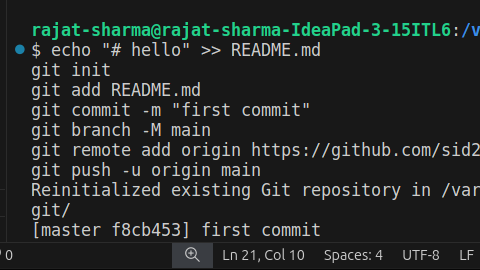 rajat-sharma@rajat-sharma-IdeaPad-3-15ITL6:/v
$ echo "# hello" >> README.md
git init
git add README.md
git commit -m "first commit"
git branch -M main
git remote add origin https://github.com/sid2
git push -u origin main
Reinitialized existing Git repository in /var
git/
[master f8cb453] first commit
0 Ln 21, Col 10 Spaces: 4 UTF-8 LF